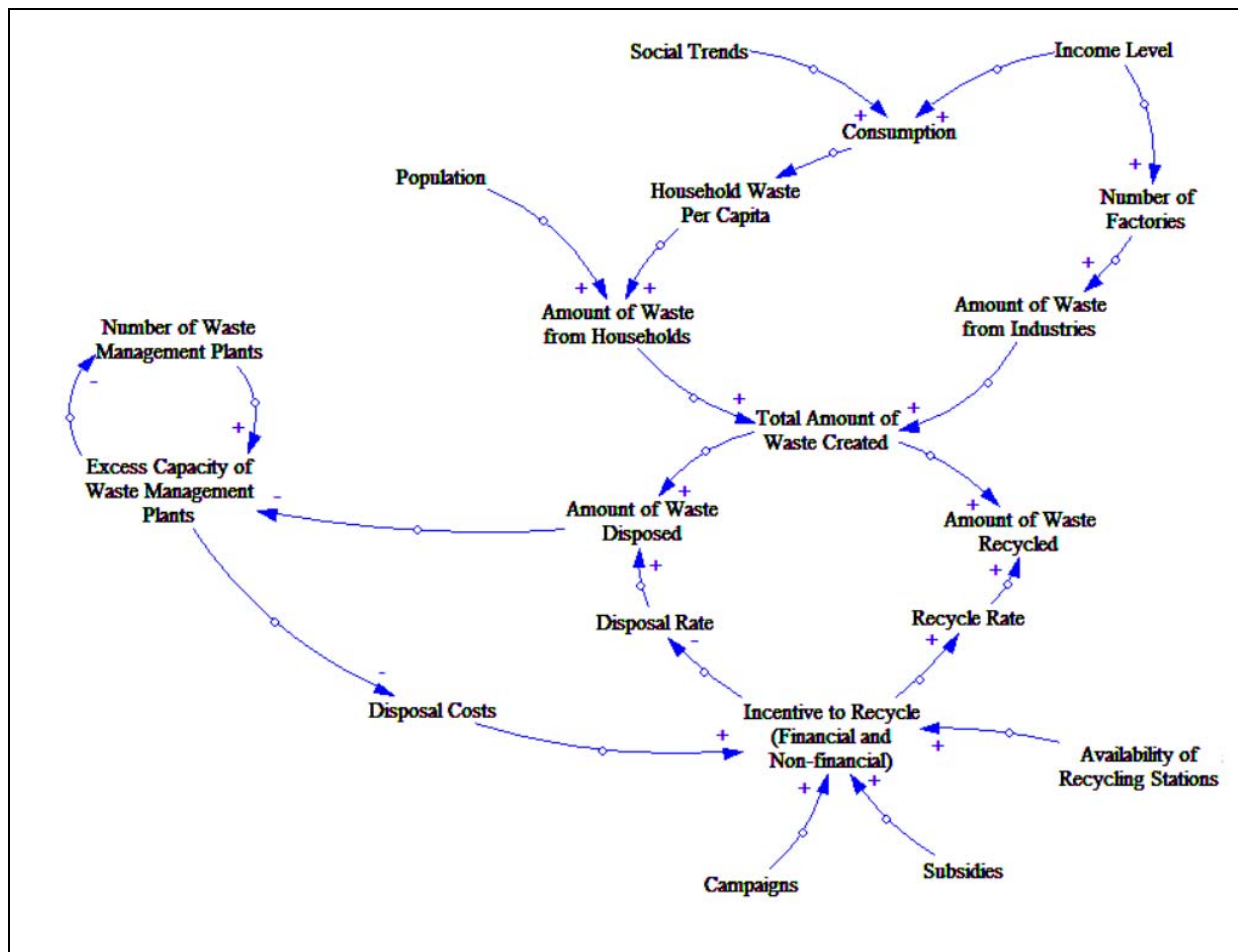 Social Trends
Income Level
+
+
Consumption
Population
Household Waste
Per Capita
+
Number of
Factories
+
+
+
Amount of Waste
from Households
Amount of Waste
from Industries
Number of Waste
Management Plants
-
+
+
+
Total Amount of
Waste Created
Excess Capacity of
Waste Management
Plants
-
+
Amount of Waste
Disposed
+
Amount of Waste
Recycled
+
+
Disposal Rate
Recycle Rate
-
+
-
Disposal Costs
+
Incentive to Recycle
(Financial and
Non-financial)
+
Availability of
Recycling Stations
+
+
Campaigns
Subsidies